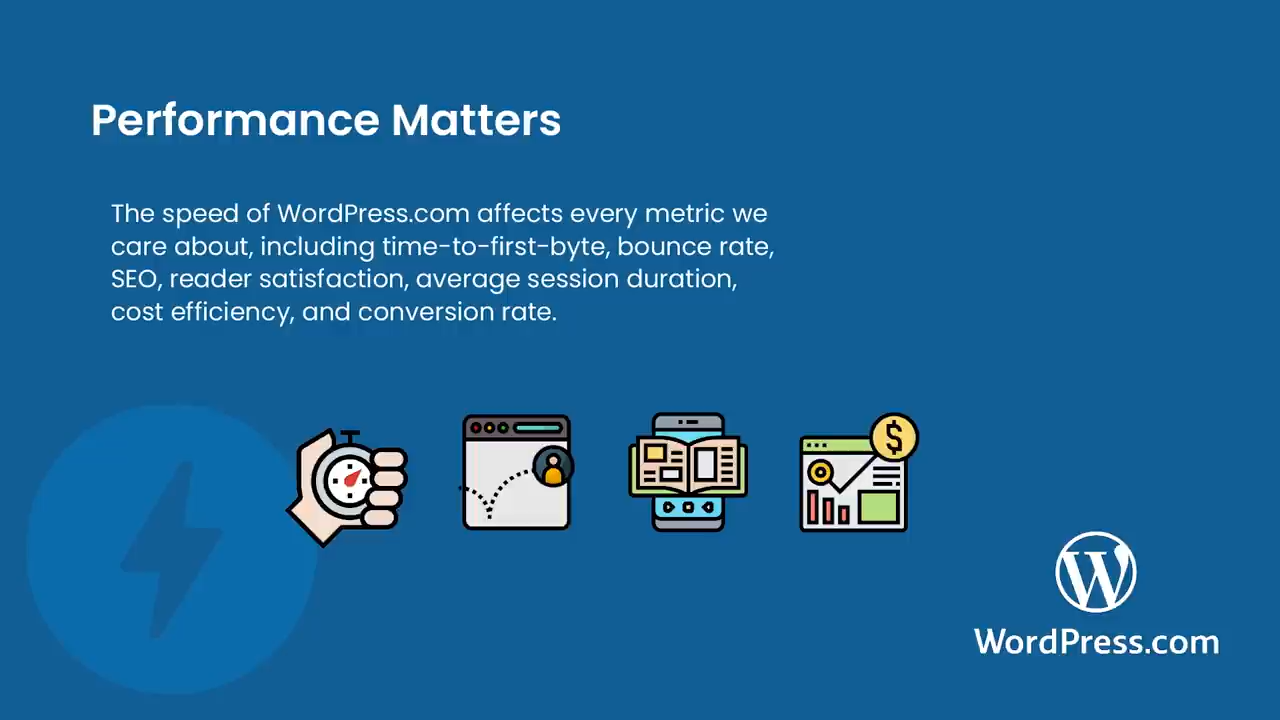 Performance Matters
The speed of WordPress.com affects every metric we
care about, including time-to-first-byte, bounce rate,
SEO, reader satisfaction, average session duration,
cost efficiency, and conversion rate.
$
W
WordPress.com